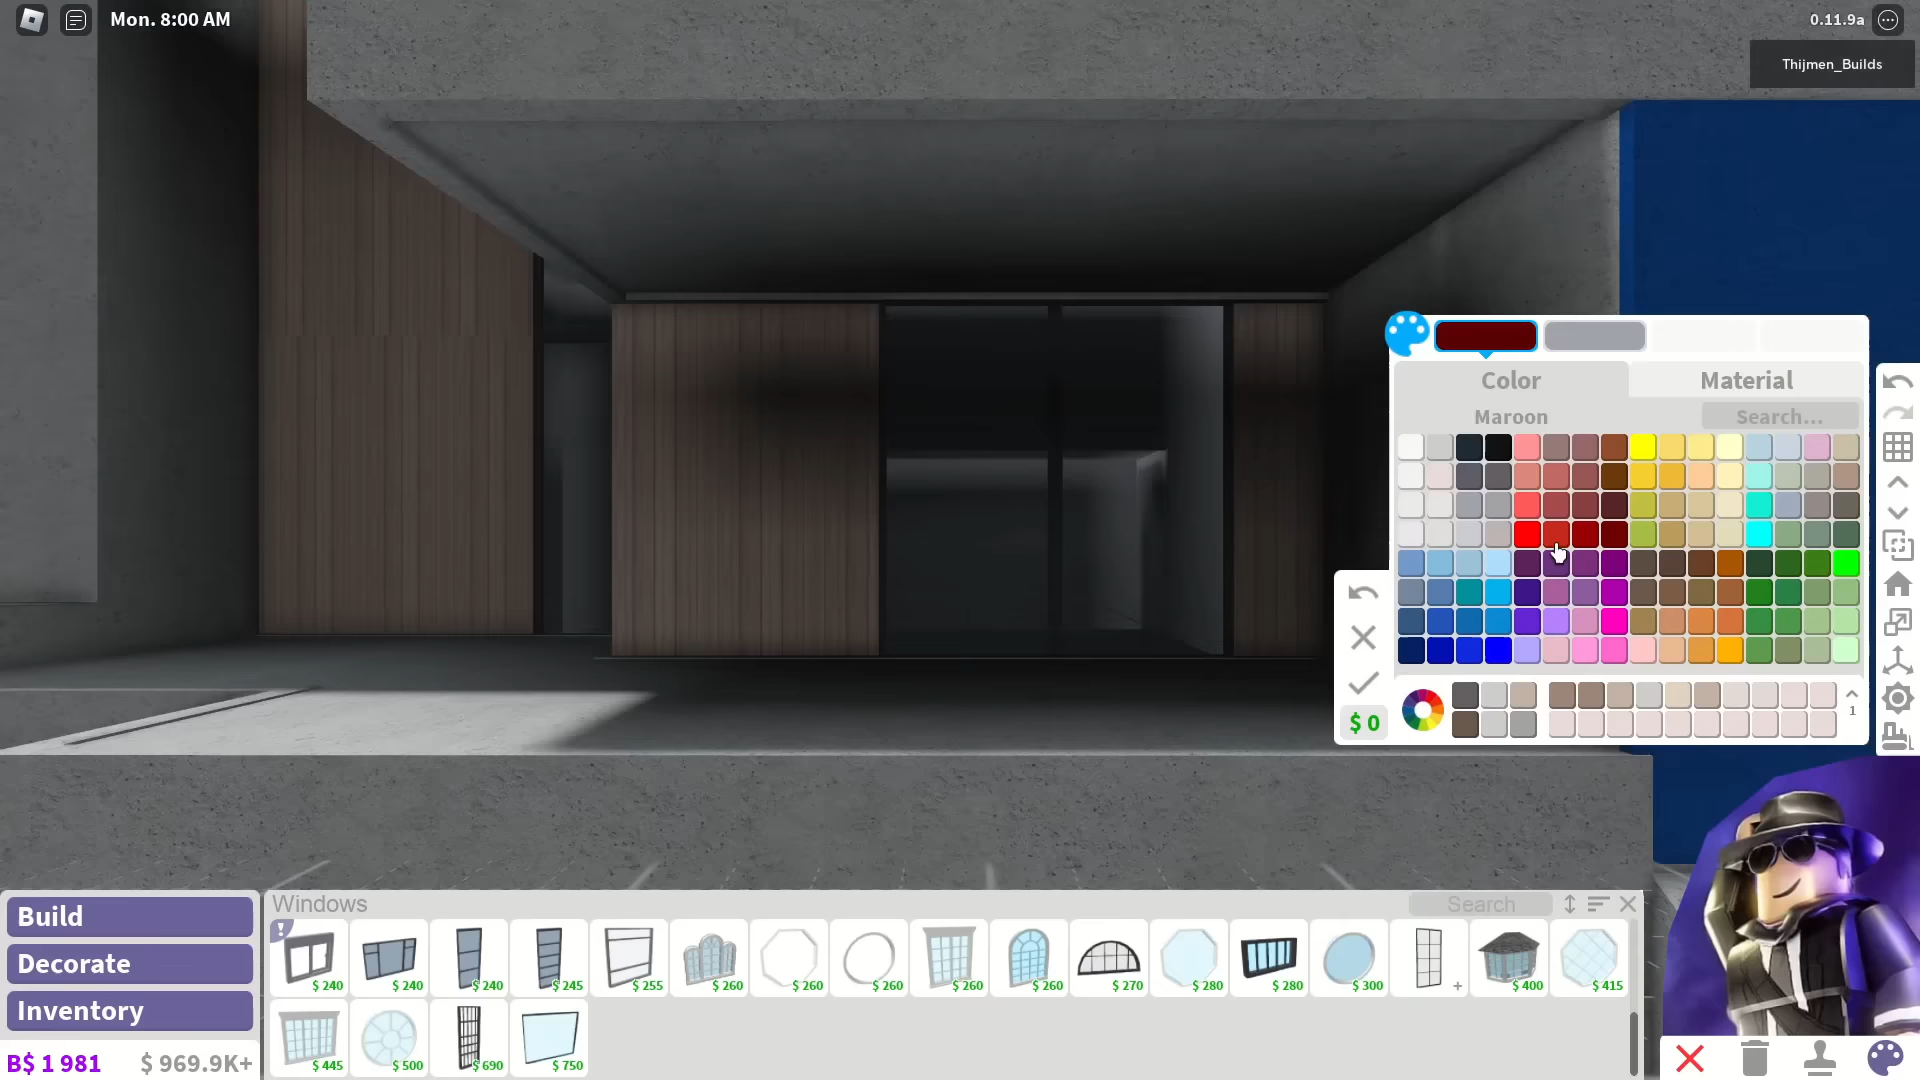 Mon. 8:00 AM
0.11.9a
Thijmen_Builds
Color
Material
Maroon
Search...
1
$ 0
Build
Decorate
Inventory
B$ 1 981
$ 969.9K+
Windows
Search
$ 240
$ 240
$ 240
$ 245
$ 255
$ 260
$ 260
$ 260
$ 260
$ 260
$ 270
$ 280
$ 280
$ 300
+
$ 400
$ 415
$ 445
$ 500
$ 690
$ 750